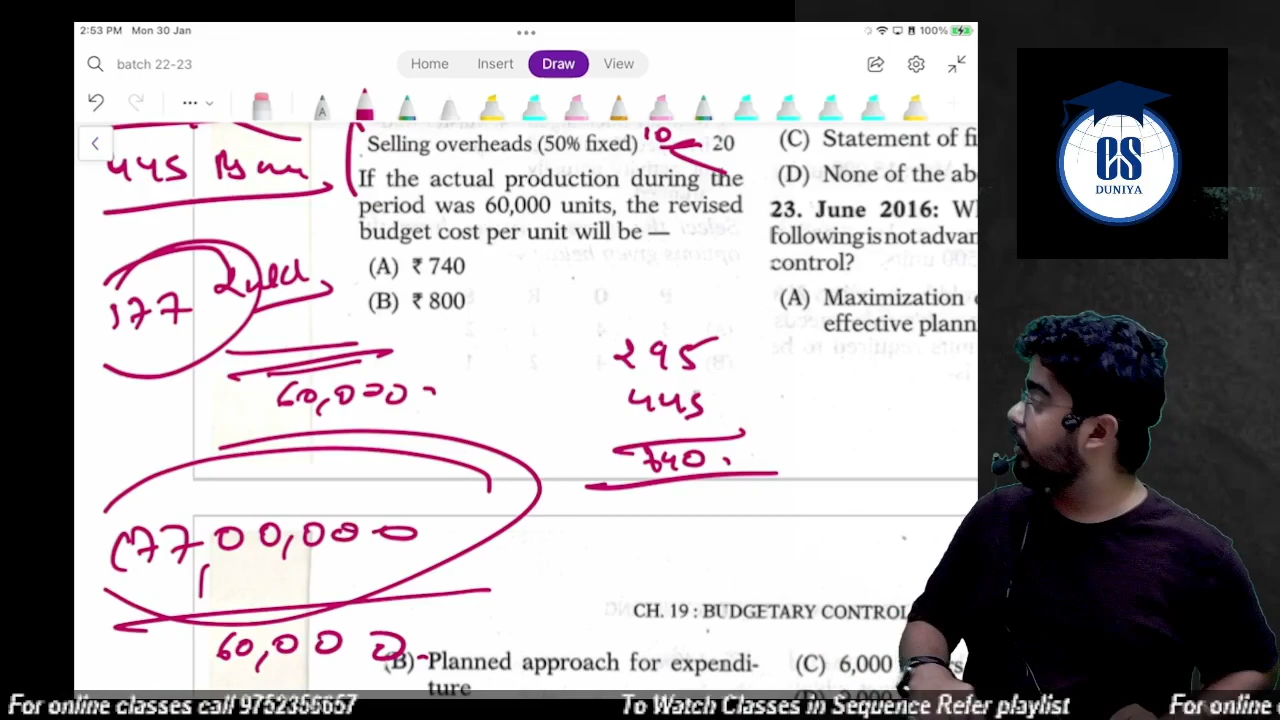 2:53 PM Mon 30 Jan
100%
batch 22-23
Home Insert Draw View
A
445
Selling overheads (50% fixed) 10 20
If the actual production during the
period was 60,000 units, the revised
budget cost per unit will be —
(A) ₹ 740
(B) ₹ 800
177
60,000
295
445
740
177,00,000
60,000
(C) Statement of fi
(D) None of the ab
23. June 2016: W
following is not advan
control?
(A) Maximization
effective plann
CH. 19 : BUDGETARY CONTROL
(B) Planned approach for expendi-
ture
(C) 6,000
CS
DUNIYA
For online classes call 9752356657 To Watch Classes in Sequence Refer playlist For online